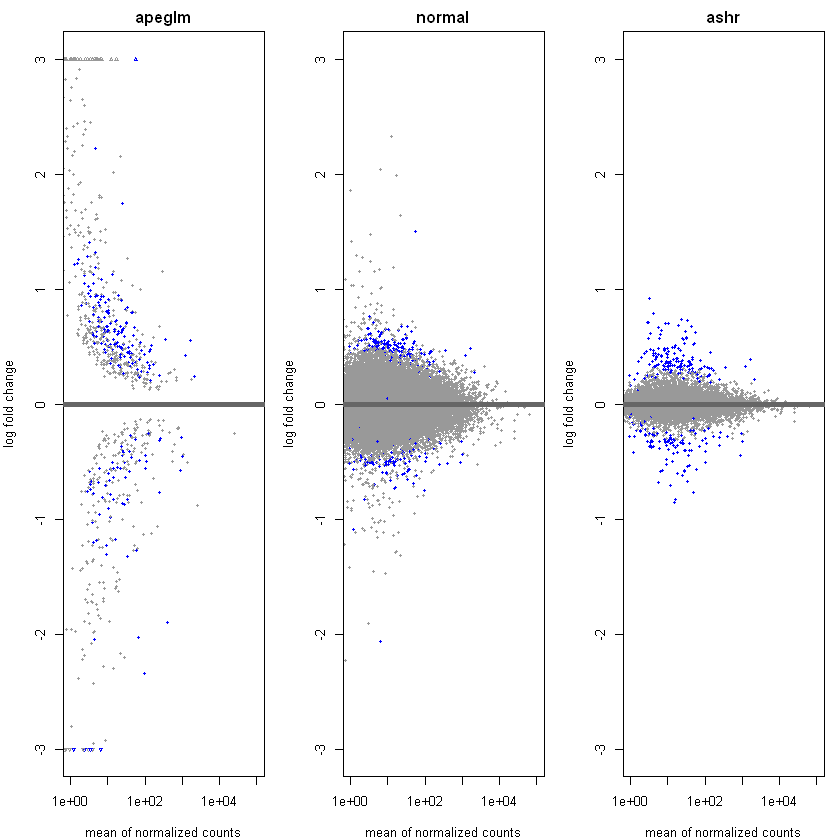 apeglm
normal
ashr
log fold change
3
2
1
0
-1
-2
-3
1e+00
1e+02
1e+04
mean of normalized counts
log fold change
3
2
1
0
-1
-2
-3
1e+00
1e+02
1e+04
mean of normalized counts
log fold change
3
2
1
0
-1
-2
-3
1e+00
1e+02
1e+04
mean of normalized counts